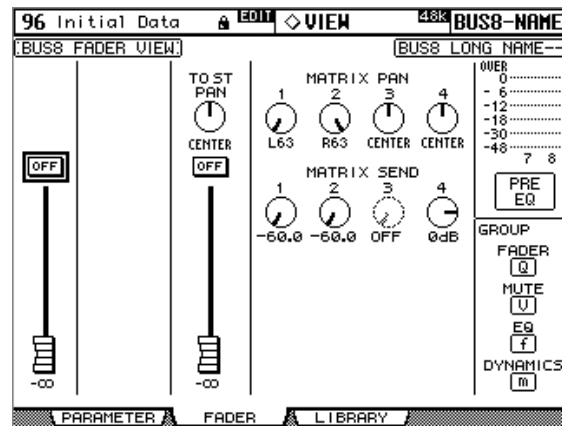 96 Initial Data EDIT ◇VIEW 48K BUS8-NAME
BUS8 FADER VIEW
BUS8 LONG NAME--
TO ST
PAN
CENTER
OFF
OFF
-∞
-∞
MATRIX PAN
1 2 3 4
L63 R63 CENTER CENTER
MATRIX SEND
1 2 3 4
-60.0 -60.0 OFF 0dB
OVER
0
- 6
-12
-18
-30
-48
7 8
PRE
EQ
GROUP
FADER
Q
MUTE
V
EQ
f
DYNAMICS
m
PARAMETER FADER LIBRARY